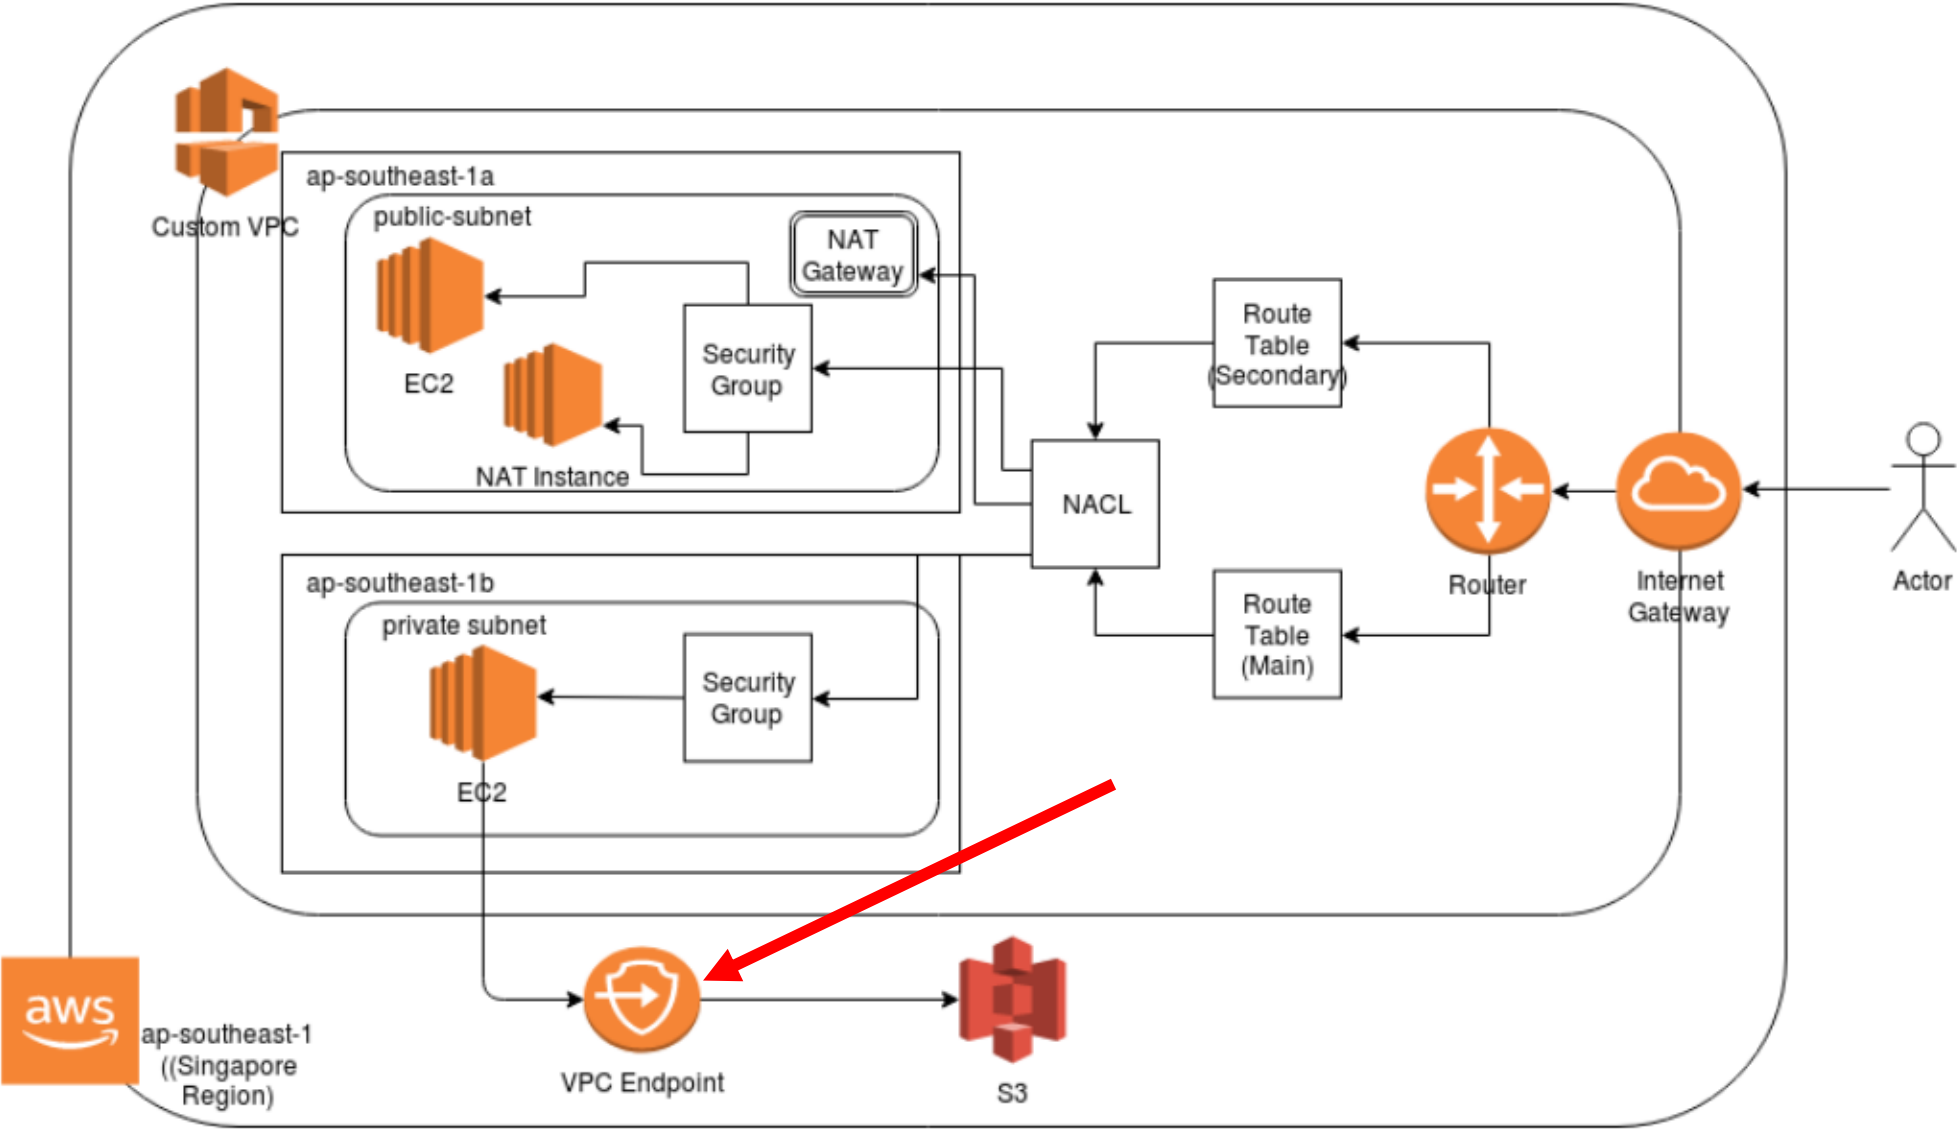 Custom VPC
ap-southeast-1a
public-subnet
NAT
Gateway
EC2
Security
Group
NAT Instance
Route
Table
(Secondary)
NACL
Router
Internet
Gateway
Actor
Route
Table
(Main)
ap-southeast-1b
private subnet
Security
Group
EC2
aws
ap-southeast-1
((Singapore
Region)
VPC Endpoint
S3